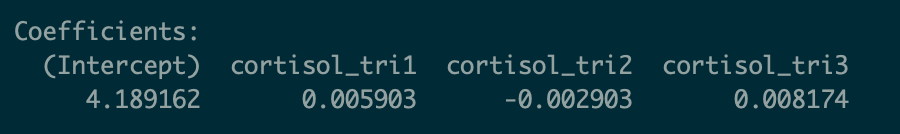 Coefficients:
(Intercept) cortisol_tri1 cortisol_tri2 cortisol_tri3
4.189162 0.005903 -0.002903 0.008174